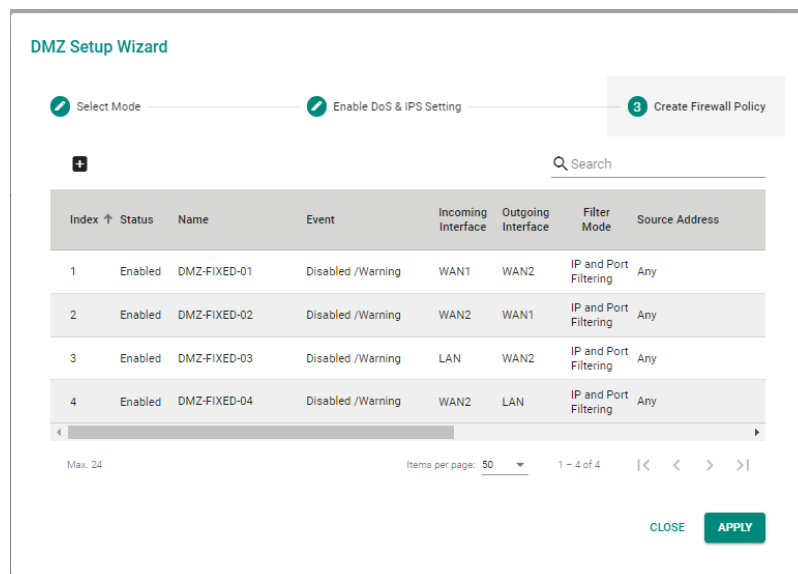 DMZ Setup Wizard
Select Mode
Enable DoS & IPS Setting
3 Create Firewall Policy
Search
Index Status Name Event Incoming Interface Outgoing Interface Filter Mode Source Address
1 Enabled DMZ-FIXED-01 Disabled /Warning WAN1 WAN2 IP and Port Filtering Any
2 Enabled DMZ-FIXED-02 Disabled /Warning WAN2 WAN1 IP and Port Filtering Any
3 Enabled DMZ-FIXED-03 Disabled /Warning LAN WAN2 IP and Port Filtering Any
4 Enabled DMZ-FIXED-04 Disabled /Warning WAN2 LAN IP and Port Filtering Any
Max. 24 Items per page: 50 1 – 4 of 4
CLOSE APPLY